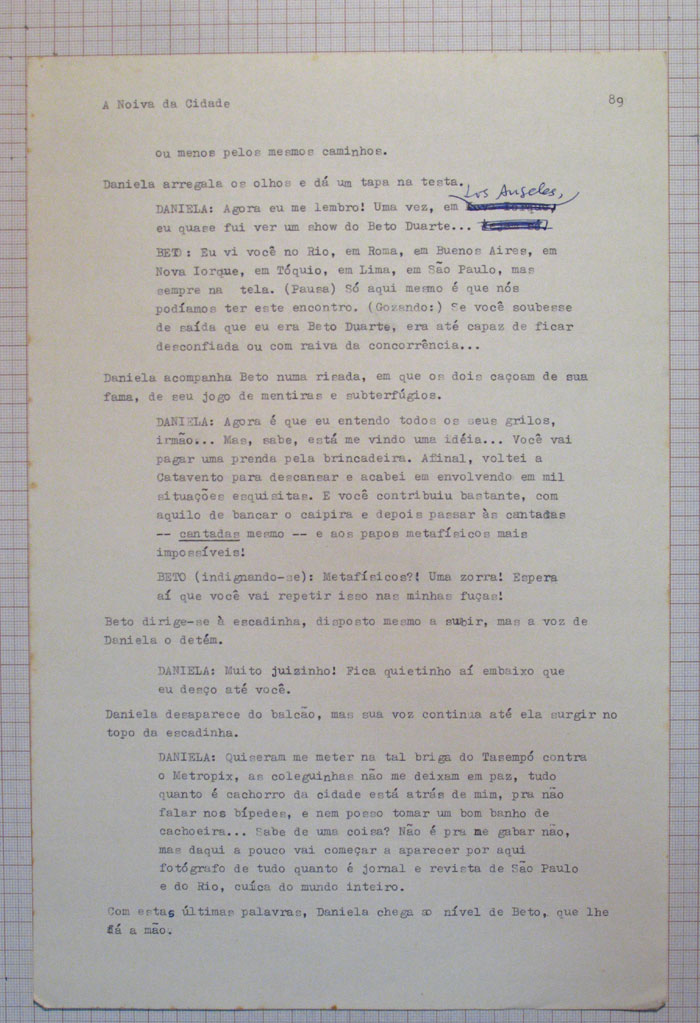 A Noiva da Cidade
89
ou menos pelos mesmos caminhos.
Daniela arregala os olhos e dá um tapa na testa.
Los Angeles,
DANIELA: Agora eu me lembro! Uma vez, em
eu quase fui ver um show do Beto Duarte...
BETO: Eu vi você no Rio, em Roma, em Buenos Aires, em
Nova Iorque, em Tóquio, em Lima, em São Paulo, mas
sempre na tela. (Pausa) Só aqui mesmo é que nós
podíamos ter este encontro. (Gozando:) Se você soubesse
de saída que eu era Beto Duarte, era até capaz de ficar
desconfiada ou com raiva da concorrência...
Daniela acompanha Beto numa risada, em que os dois caçoam de sua
fama, de seu jogo de mentiras e subterfúgios.
DANIELA: Agora é que eu entendo todos os seus grilos,
irmão... Mas, sabe, está me vindo uma idéia... Você vai
pagar uma prenda pela brincadeira. Afinal, voltei a
Catavento para descansar e acabei em envolvendo em mil
situações esquisitas. E você contribuiu bastante, com
aquilo de bancar o caipira e depois passar às cantadas
-- cantadas mesmo -- e aos papos metafísicos mais
impossíveis!
BETO (indignando-se): Metafísicos?! Uma zorra! Espera
aí que você vai repetir isso nas minhas fuças!
Beto dirige-se à escadinha, disposto mesmo a subir, mas a voz de
Daniela o detém.
DANIELA: Muito juizinho! Fica quietinho aí embaixo que
eu desço até você.
Daniela desaparece do balcão, mas sua voz continua até ela surgir no
topo da escadinha.
DANIELA: Quiseram me meter na tal briga do Tasempó contra
o Metropix, as coleguinhas não me deixam em paz, tudo
quanto é cachorro da cidade está atrás de mim, pra não
falar nos bípedes, e nem posso tomar um bom banho de
cachoeira... Sabe de uma coisa? Não é pra me gabar não,
mas daqui a pouco vai começar a aparecer por aqui
fotógrafo de tudo quanto é jornal e revista de São Paulo
e do Rio, cuíca do mundo inteiro.
Com estas últimas palavras, Daniela chega ao nível de Beto, que lhe
dá a mão.